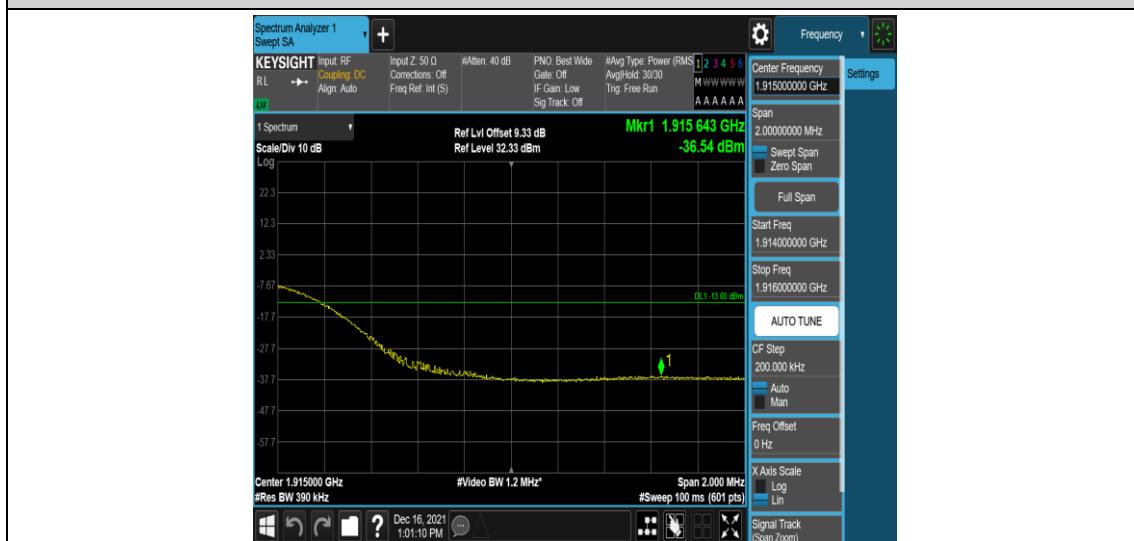 Spectrum Analyzer 1
Swept SA
+
Frequency
KEYSIGHT
RL
LXI
Input: RF
Coupling: DC
Align: Auto
Input Z: 50 Ω
Corrections: Off
Freq Ref: Int (S)
#Atten: 40 dB
PNO: Best Wide
Gate: Off
IF Gain: Low
Sig Track: Off
#Avg Type: Power (RMS
Avg|Hold: 30/30
Trig: Free Run
1 2 3 4 5 6
M W W W W W
A A A A A A
1 Spectrum
Scale/Div 10 dB
Ref Lvl Offset 9.33 dB
Ref Level 32.33 dBm
Mkr1 1.915 643 GHz
-36.54 dBm
Log
22.3
12.3
2.33
-7.67
-17.7
-27.7
-37.7
-47.7
-57.7
DL1 -13.00 dBm
1
Center 1.915000 GHz
#Res BW 390 kHz
#Video BW 1.2 MHz*
Span 2.000 MHz
#Sweep 100 ms (601 pts)
Center Frequency
1.915000000 GHz
Settings
Span
2.00000000 MHz
Swept Span
Zero Span
Full Span
Start Freq
1.914000000 GHz
Stop Freq
1.916000000 GHz
AUTO TUNE
CF Step
200.000 kHz
Auto
Man
Freq Offset
0 Hz
X Axis Scale
Log
Lin
Signal Track
(Span Zoom)
?
Dec 16, 2021
1:01:10 PM